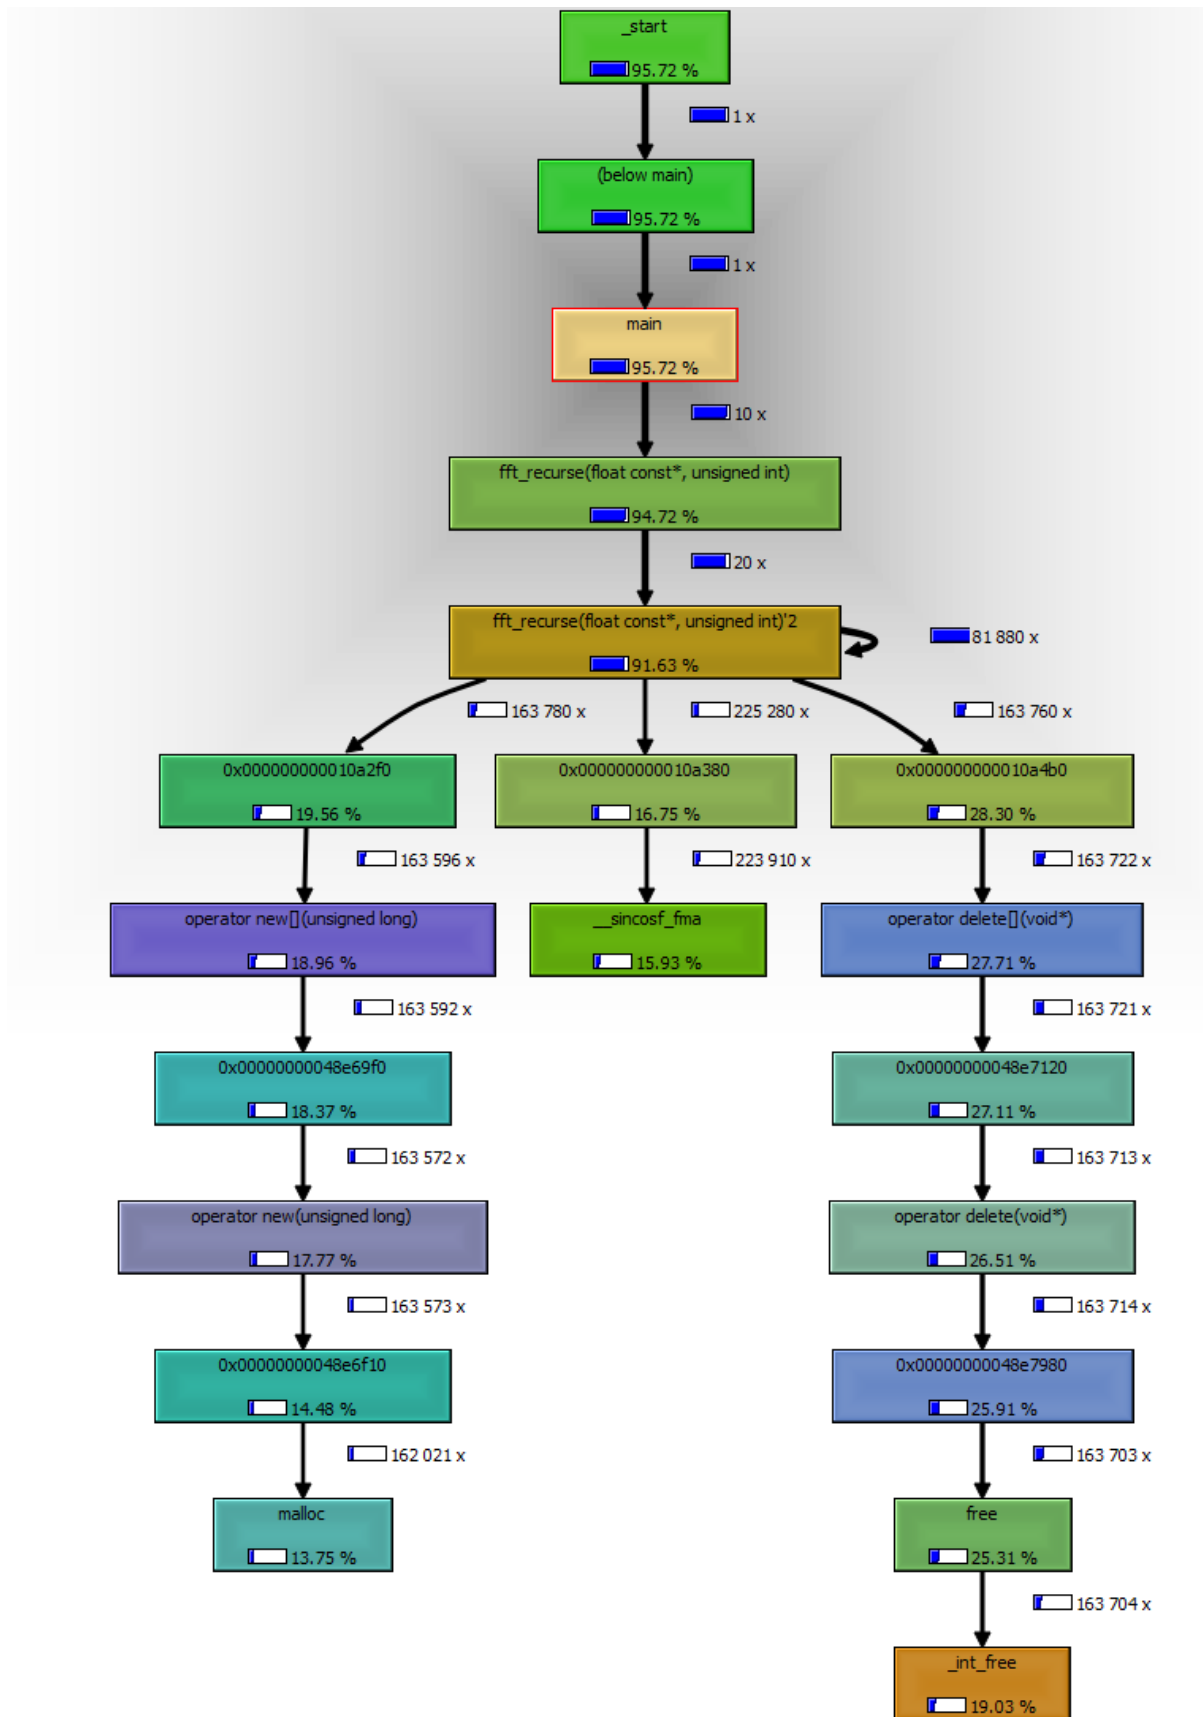 _start
95.72 %
1 x
(below main)
95.72 %
1 x
main
95.72 %
10 x
fft_recurse(float const*, unsigned int)
94.72 %
20 x
fft_recurse(float const*, unsigned int)'2
91.63 %
81 880 x
163 780 x
225 280 x
163 760 x
0x000000000010a2f0
19.56 %
0x000000000010a380
16.75 %
0x000000000010a4b0
28.30 %
163 596 x
223 910 x
163 722 x
operator new[](unsigned long)
18.96 %
__sincosf_fma
15.93 %
operator delete[](void*)
27.71 %
163 592 x
163 721 x
0x00000000048e69f0
18.37 %
0x00000000048e7120
27.11 %
163 572 x
163 713 x
operator new(unsigned long)
17.77 %
operator delete(void*)
26.51 %
163 573 x
163 714 x
0x00000000048e6f10
14.48 %
0x00000000048e7980
25.91 %
162 021 x
163 703 x
malloc
13.75 %
free
25.31 %
163 704 x
_int_free
19.03 %